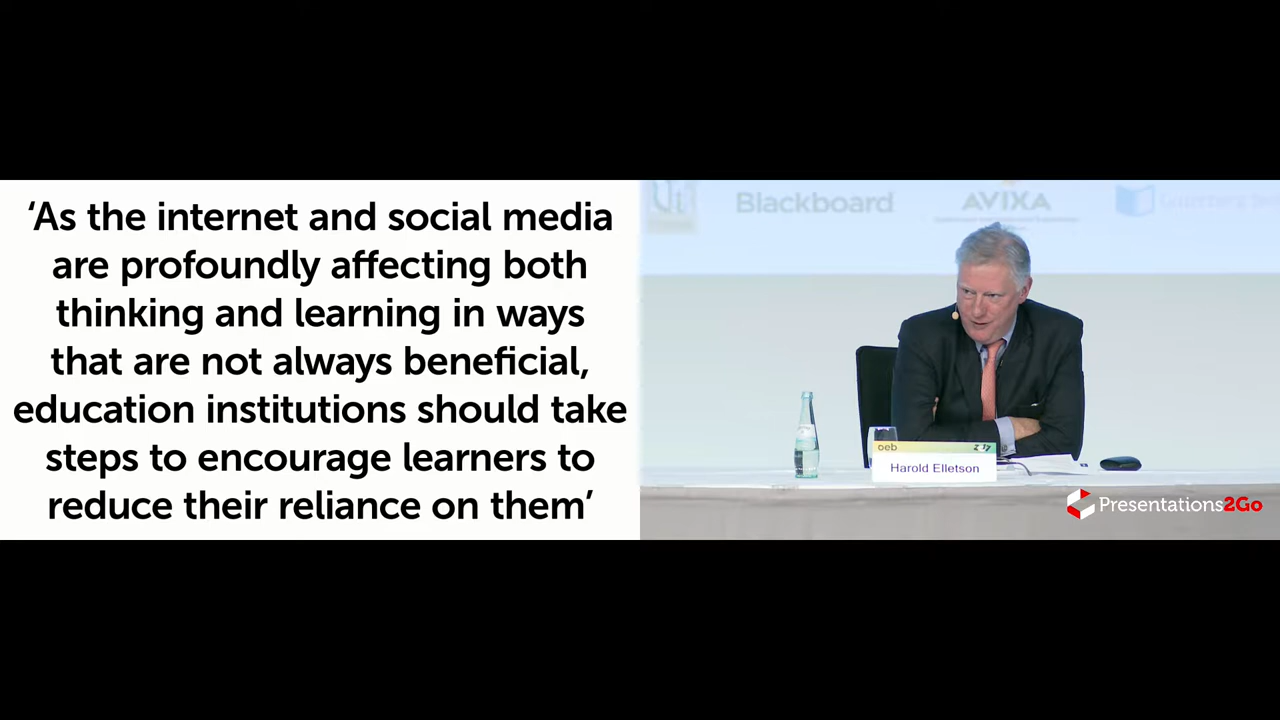 ‘As the internet and social media
are profoundly affecting both
thinking and learning in ways
that are not always beneficial,
education institutions should take
steps to encourage learners to
reduce their reliance on them’
Blackboard
AVIXA
oeb
Harold Elletson
Presentations2Go